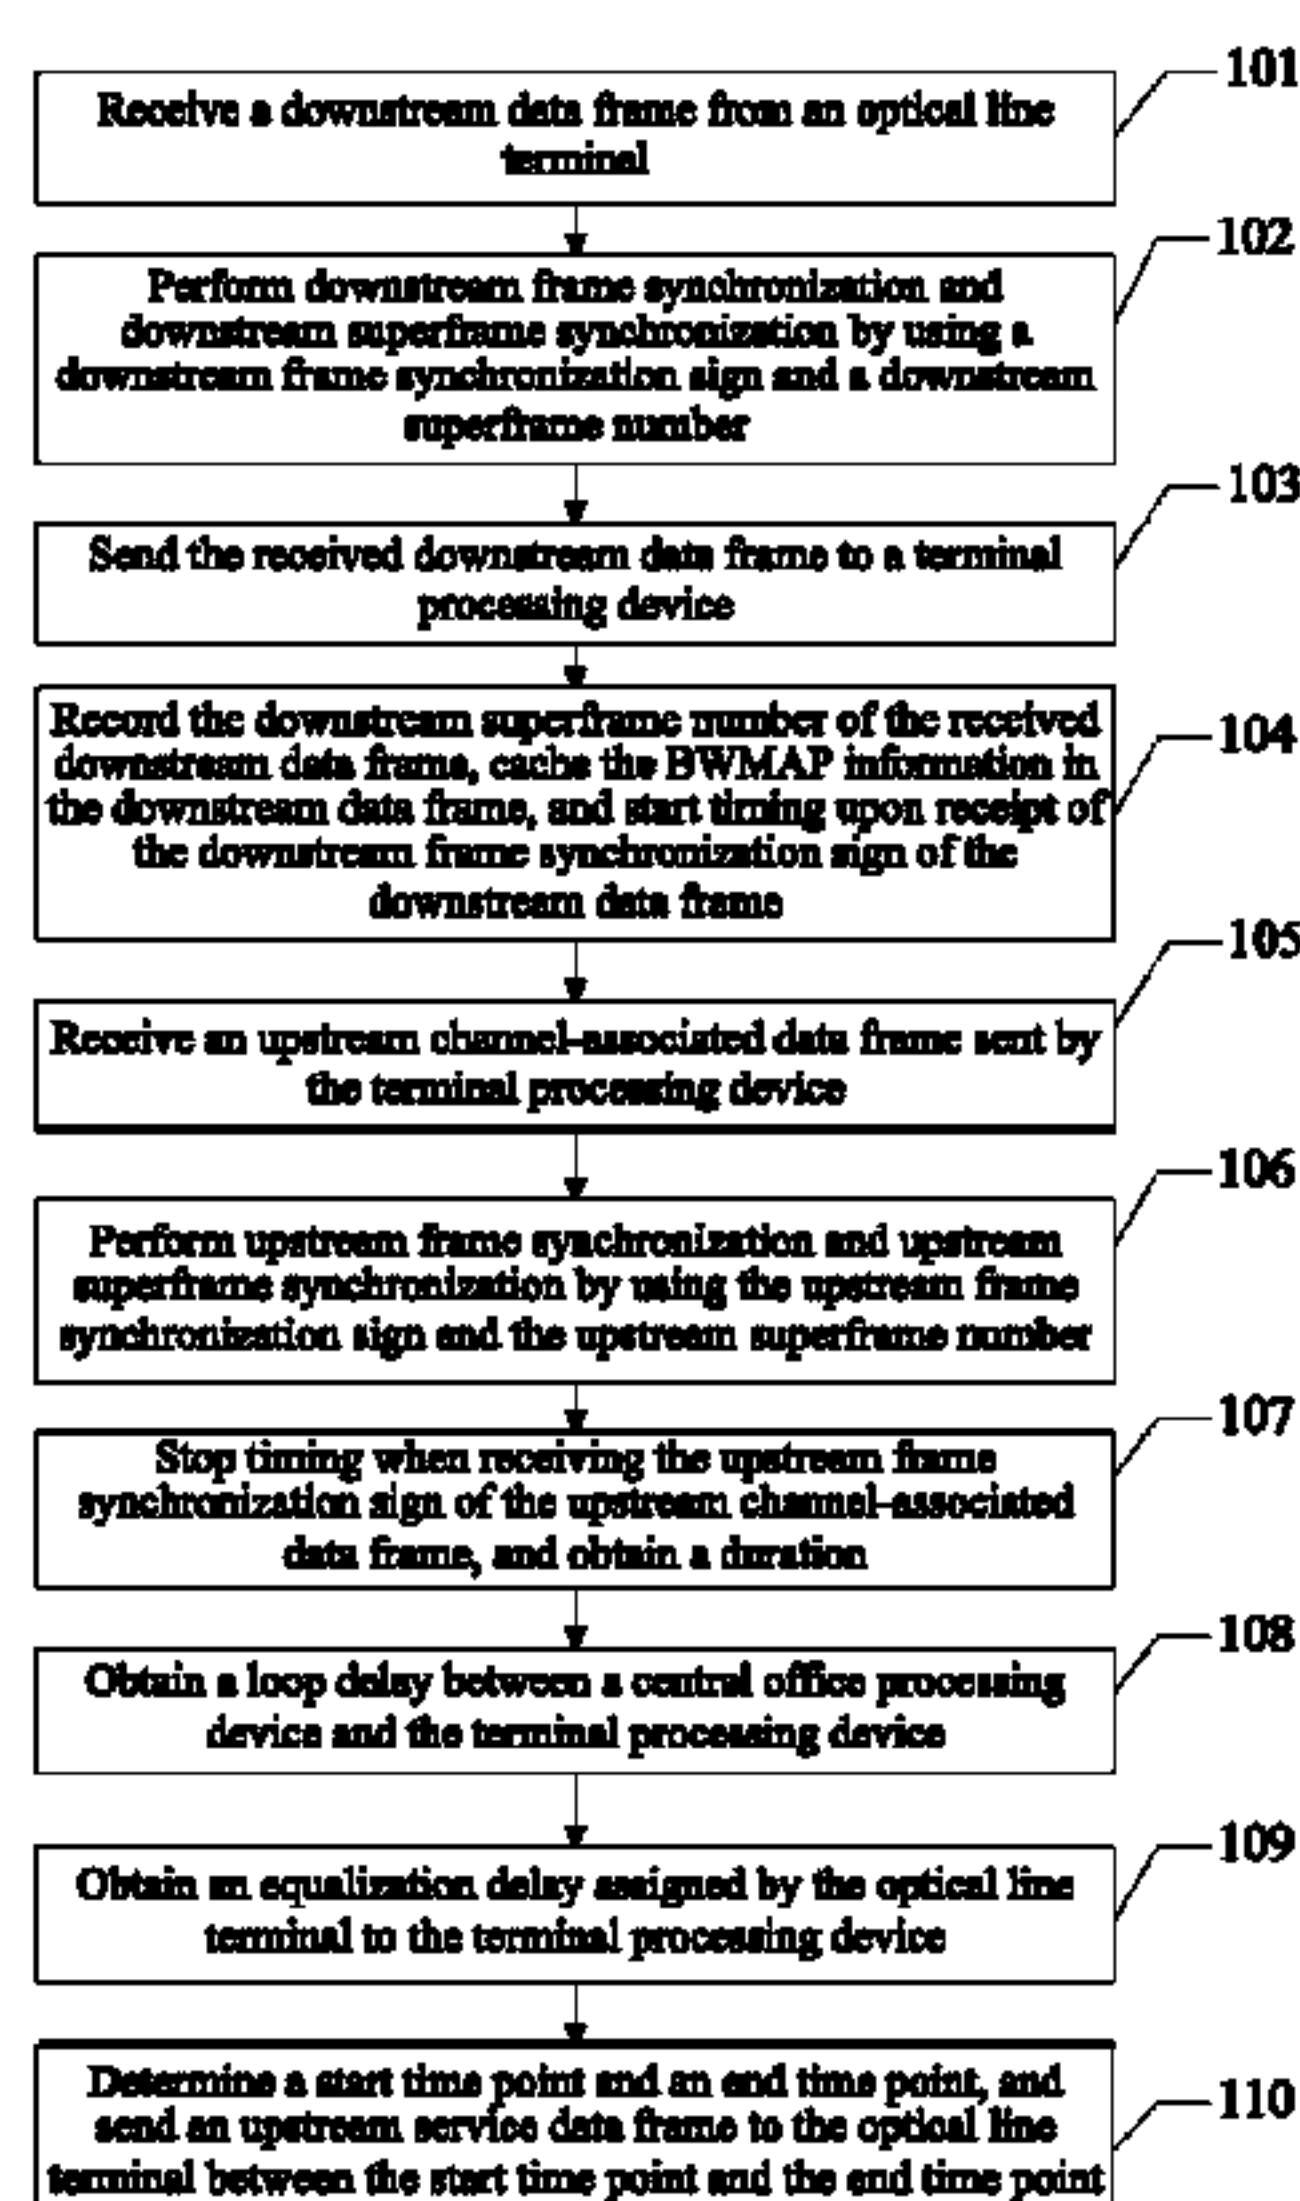 101
Receive a downstream data frame from an optical line
terminal
102
Perform downstream frame synchronization and
downstream superframe synchronization by using a
downstream frame synchronization sign and a downstream
superframe number
103
Send the received downstream data frame to a terminal
processing device
104
Record the downstream superframe number of the received
downstream data frame, cache the BWMAP information in
the downstream data frame, and start timing upon receipt of
the downstream frame synchronization sign of the
downstream data frame
105
Receive an upstream channel-associated data frame sent by
the terminal processing device
106
Perform upstream frame synchronization and upstream
superframe synchronization by using the upstream frame
synchronization sign and the upstream superframe number
107
Stop timing when receiving the upstream frame
synchronization sign of the upstream channel-associated
data frame, and obtain a duration
108
Obtain a loop delay between a central office processing
device and the terminal processing device
109
Obtain an equalization delay assigned by the optical line
terminal to the terminal processing device
110
Determine a start time point and an end time point, and
send an upstream service data frame to the optical line
terminal between the start time point and the end time point